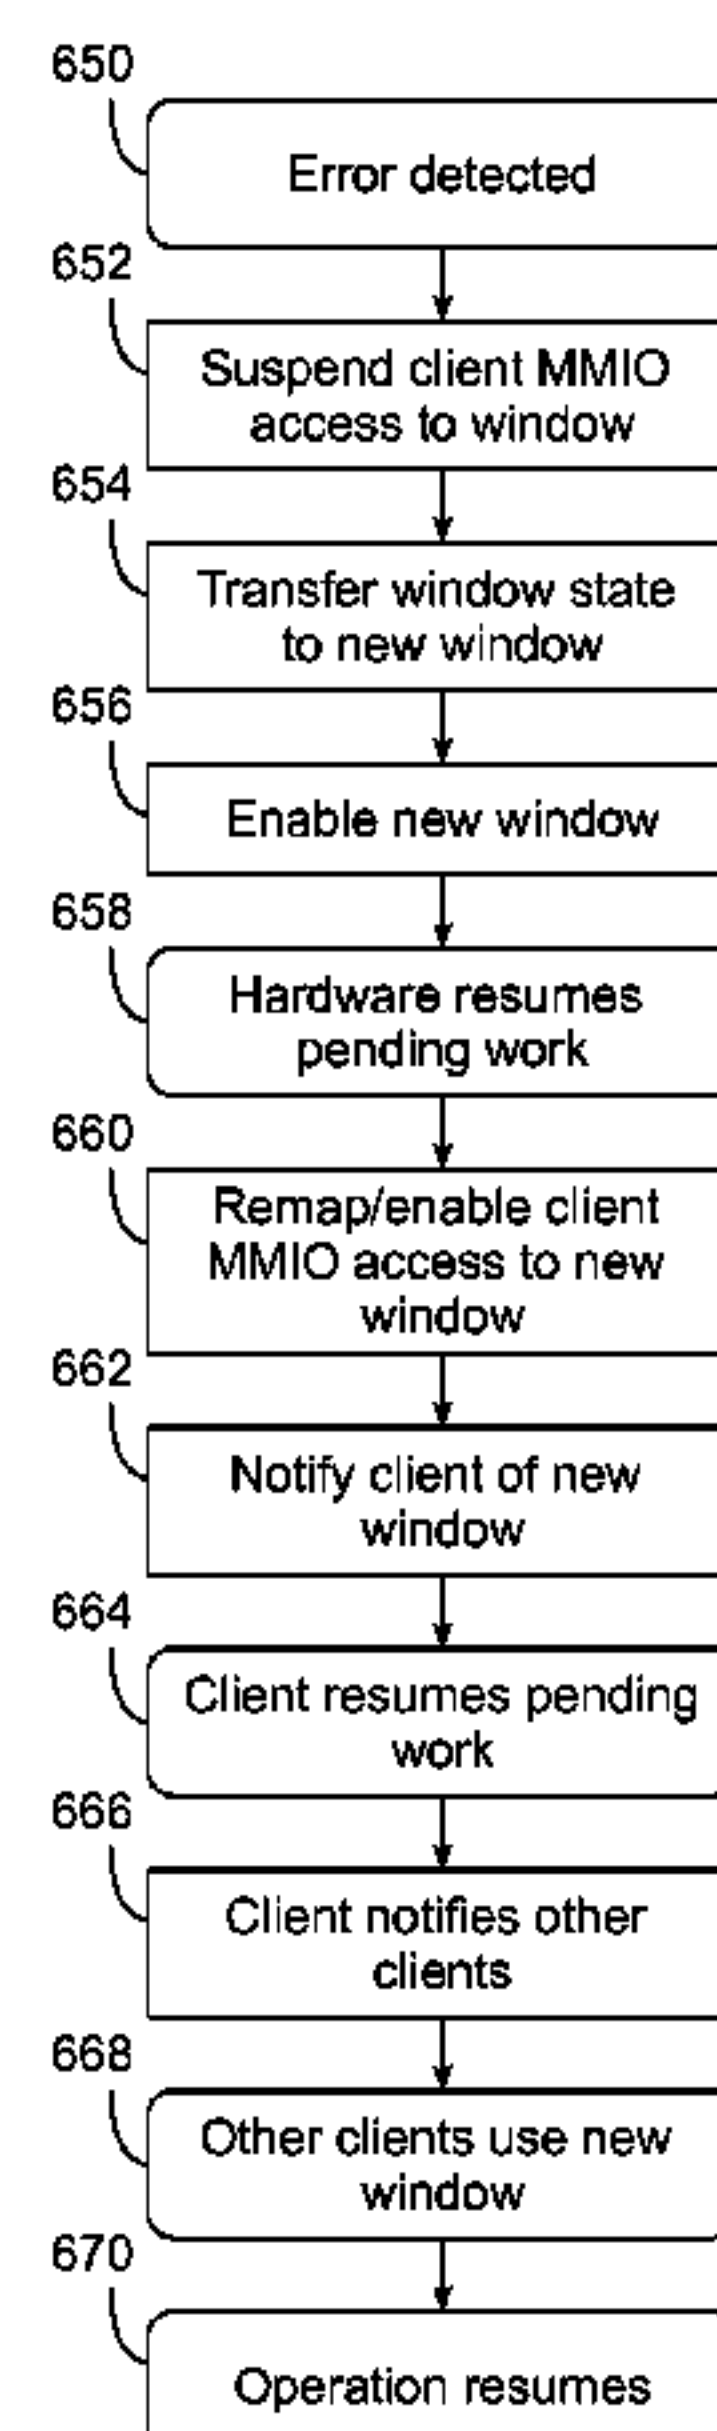 650
Error detected
652
Suspend client MMIO
access to window
654
Transfer window state
to new window
656
Enable new window
658
Hardware resumes
pending work
660
Remap/enable client
MMIO access to new
window
662
Notify client of new
window
664
Client resumes pending
work
666
Client notifies other
clients
668
Other clients use new
window
670
Operation resumes